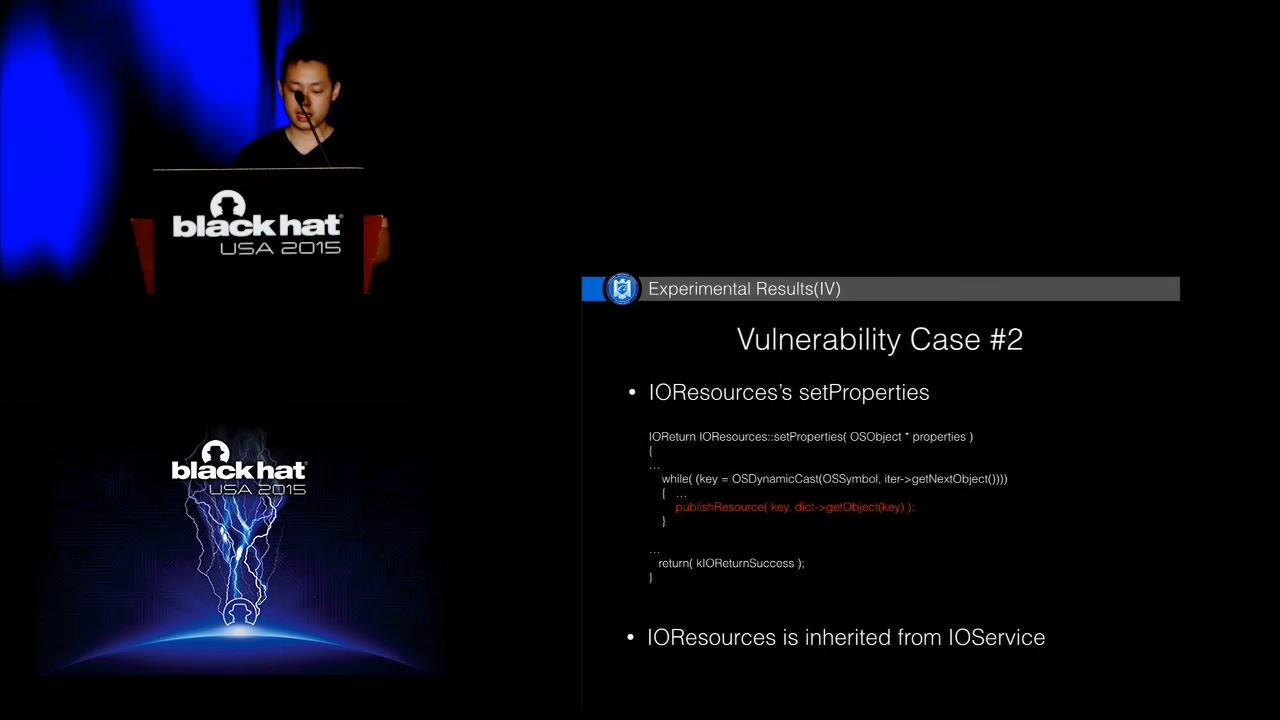 black hat
USA 2015
black hat
USA 2015
Experimental Results(IV)
Vulnerability Case #2
• IOResources's setProperties
IOReturn IOResources::setProperties( OSObject * properties )
{
...
while( (key = OSDynamicCast(OSSymbol, iter->getNextObject())))
{ ...
publishResource( key, dict->getObject(key) );
}
...
return( kIOReturnSuccess );
}
• IOResources is inherited from IOService